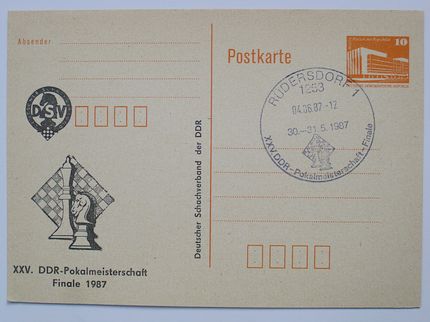 Absender
Postkarte
10
DSV
RÜDERSDORF 1
1253
04.06.87-12
30.-31.5.1987
XXV.DDR-Pokalmeisterschaft-Finale
Deutscher Schachverband der DDR
XXV. DDR-Pokalmeisterschaft
Finale 1987